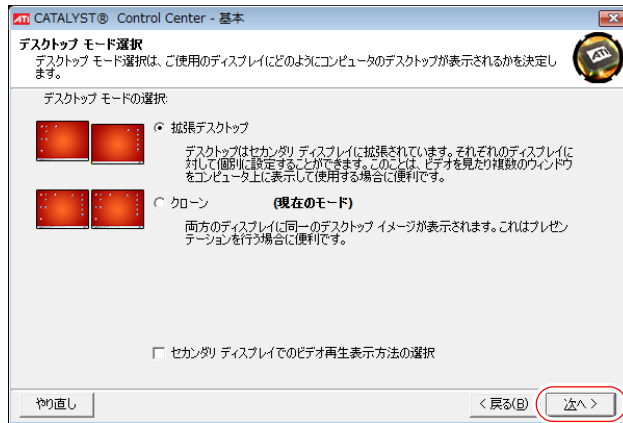 ATI CATALYST® Control Center - 基本
デスクトップ モード選択
デスクトップ モード選択は、ご使用のディスプレイにどのようにコンピュータのデスクトップが表示されるかを決定し
ます。
ATI
デスクトップ モードの選択:
拡張デスクトップ
デスクトップはセカンダリ ディスプレイに拡張されています。それぞれのディスプレイに
対して個別に設定することができます。このことは、ビデオを見たり複数のウィンドウ
をコンピュータ上に表示して使用する場合に便利です。
クローン (現在のモード)
両方のディスプレイに同一のデスクトップ イメージが表示されます。これはプレゼン
テーションを行う場合に便利です。
セカンダリ ディスプレイでのビデオ再生表示方法の選択
やり直し < 戻る(B) 次へ >